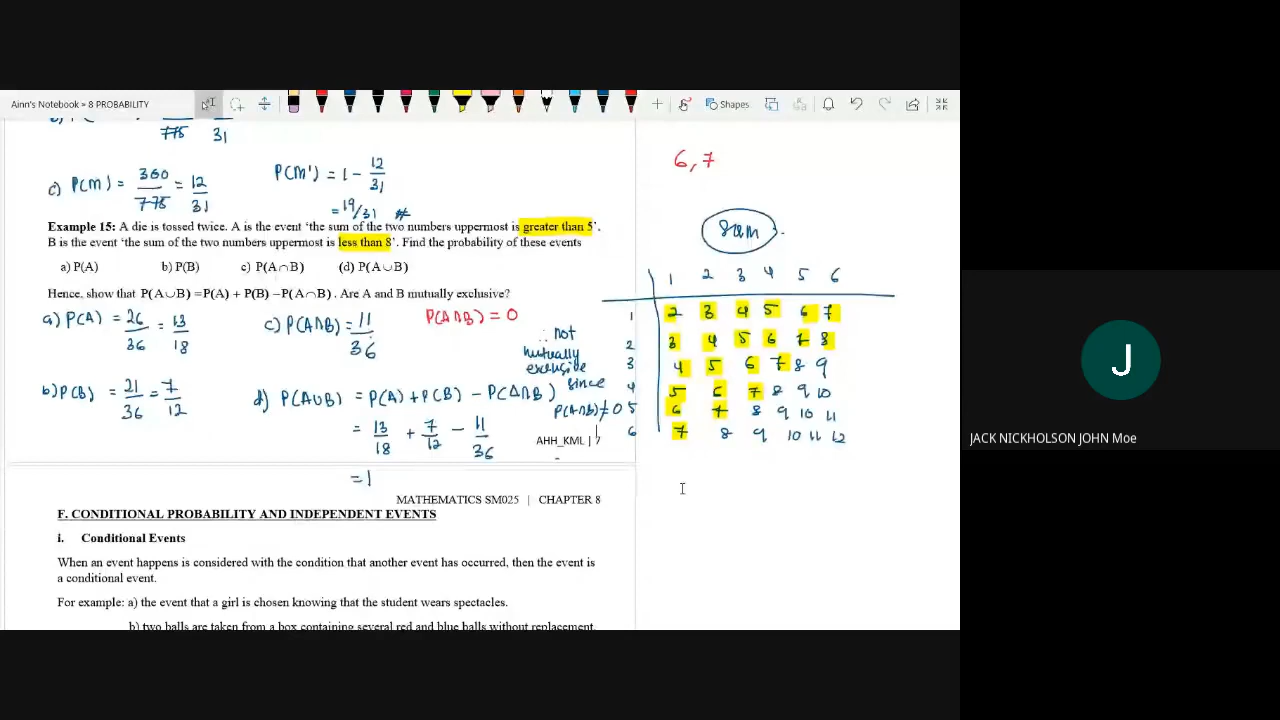 Ainn's Notebook > 8 PROBABILITY
Shapes
775 31
c) P(M) = 300/775 = 12/31
P(M') = 1 - 12/31
= 19/31 #
Example 15: A die is tossed twice. A is the event ‘the sum of the two numbers uppermost is greater than 5’.
B is the event ‘the sum of the two numbers uppermost is less than 8’. Find the probability of these events
a) P(A) b) P(B) c) P(A∩B) (d) P(A∪B)
Hence, show that P(A∪B) =P(A) + P(B) −P(A∩B). Are A and B mutually exclusive?
a) P(A) = 26/36 = 13/18
b) P(B) = 21/36 = 7/12
c) P(A∩B) = 11/36
P(A∩B) = 0
∴ not
mutually
exclusive
since
P(A∩B) ≠ 0
d) P(A∪B) = P(A) + P(B) - P(A∩B)
= 13/18 + 7/12 - 11/36
= 1
AHH_KML | 7
MATHEMATICS SM025 | CHAPTER 8
F. CONDITIONAL PROBABILITY AND INDEPENDENT EVENTS
i. Conditional Events
When an event happens is considered with the condition that another event has occurred, then the event is
a conditional event.
For example: a) the event that a girl is chosen knowing that the student wears spectacles.
b) two balls are taken from a box containing several red and blue balls without replacement.
6, 7
Sum
1 2 3 4 5 6
1 2 3 4 5 6 7
2 3 4 5 6 7 8
3 4 5 6 7 8 9
4 5 6 7 8 9 10
5 6 7 8 9 10 11
6 7 8 9 10 11 12
J
JACK NICKHOLSON JOHN Moe